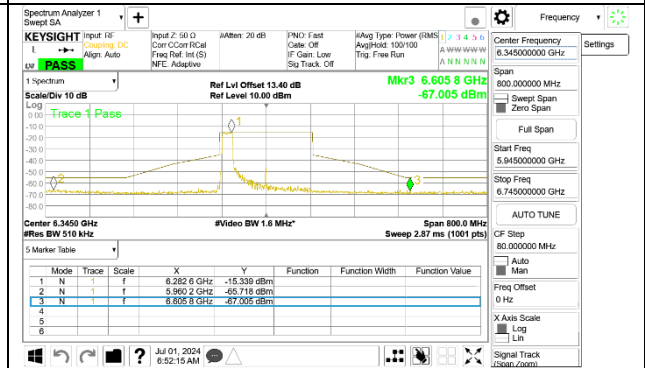 Spectrum Analyzer 1
Swept SA
Frequency
KEYSIGHT
Input: RF
Coupling: DC
Align: Auto
Input Z: 50 Ω
Corr CCorr RCal
Freq Ref: Int (S)
NFE: Adaptive
#Atten: 20 dB
PNO: Fast
Gate: Off
IF Gain: Low
Sig Track: Off
#Avg Type: Power (RMS
Avg|Hold: 100/100
Trig: Free Run
1 2 3 4 5 6
A W W W W W
A N N N N N
L
PASS
Center Frequency
6.345000000 GHz
Settings
Span
800.000000 MHz
Swept Span
Zero Span
Full Span
Start Freq
5.945000000 GHz
Stop Freq
6.745000000 GHz
AUTO TUNE
CF Step
80.000000 MHz
Auto
Man
Freq Offset
0 Hz
X Axis Scale
Log
Lin
Signal Track
(Span Zoom)
1 Spectrum
Scale/Div 10 dB
Ref Lvl Offset 13.40 dB
Ref Level 10.00 dBm
Mkr3 6.605 8 GHz
-67.005 dBm
Log
Trace 1 Pass
0.00
-10.0
-20.0
-30.0
-40.0
-50.0
-60.0
-70.0
-80.0
1
2
3
Center 6.3450 GHz
#Res BW 510 kHz
#Video BW 1.6 MHz*
Span 800.0 MHz
Sweep 2.87 ms (1001 pts)
5 Marker Table
Mode Trace Scale X Y Function Function Width Function Value
1 N 1 f 6.282 6 GHz -15.339 dBm
2 N 1 f 5.960 2 GHz -65.718 dBm
3 N 1 f 6.605 8 GHz -67.005 dBm
4
5
6
?
Jul 01, 2024
6:52:15 AM